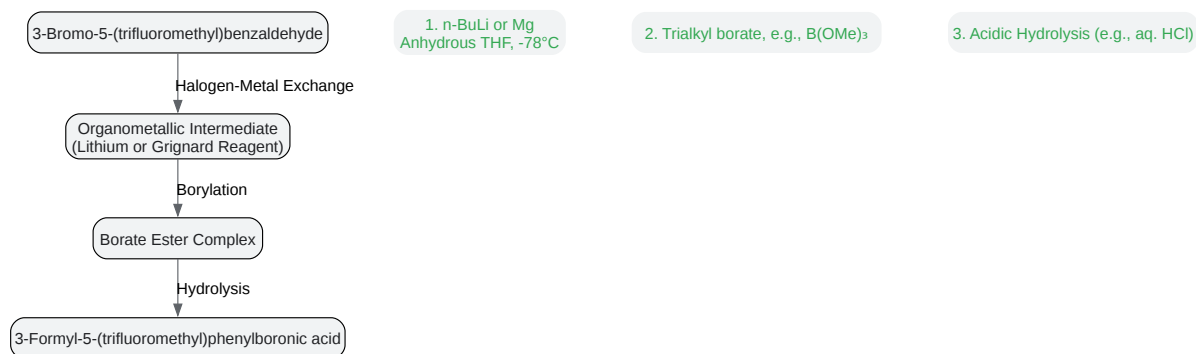 3-Bromo-5-(trifluoromethyl)benzaldehyde
1. n-BuLi or Mg
Anhydrous THF, -78°C
2. Trialkyl borate, e.g., B(OMe)₃
3. Acidic Hydrolysis (e.g., aq. HCl)
Halogen-Metal Exchange
Organometallic Intermediate
(Lithium or Grignard Reagent)
Borylation
Borate Ester Complex
Hydrolysis
3-Formyl-5-(trifluoromethyl)phenylboronic acid